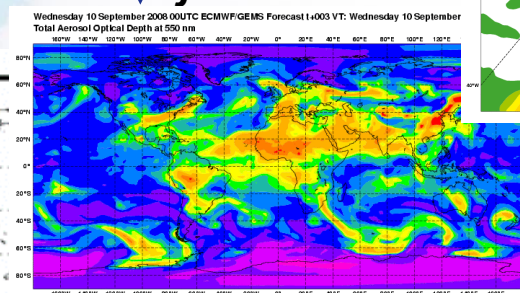 Wednesday 10 September 2008 00UTC ECMWF/GEMS Forecast t+003 VT: Wednesday 10 September
Total Aerosol Optical Depth at 550 nm
160°W 140°W 120°W 100°W 80°W 60°W 40°W 20°W 0° 20°E 40°E 60°E 80°E 100°E 120°E
80°N
60°N
40°N
20°N
0°
20°S
40°S
60°S
80°S
40°W